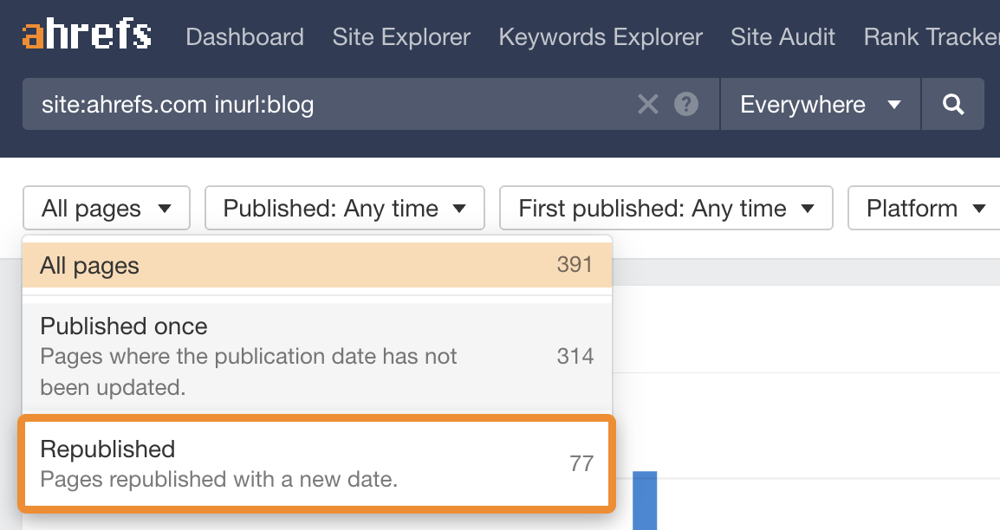 ahrefs Dashboard Site Explorer Keywords Explorer Site Audit Rank Tracker
site:ahrefs.com inurl:blog ? Everywhere
All pages Published: Any time First published: Any time Platform
All pages 391
Published once
Pages where the publication date has not 314
been updated.
Republished
77
Pages republished with a new date.